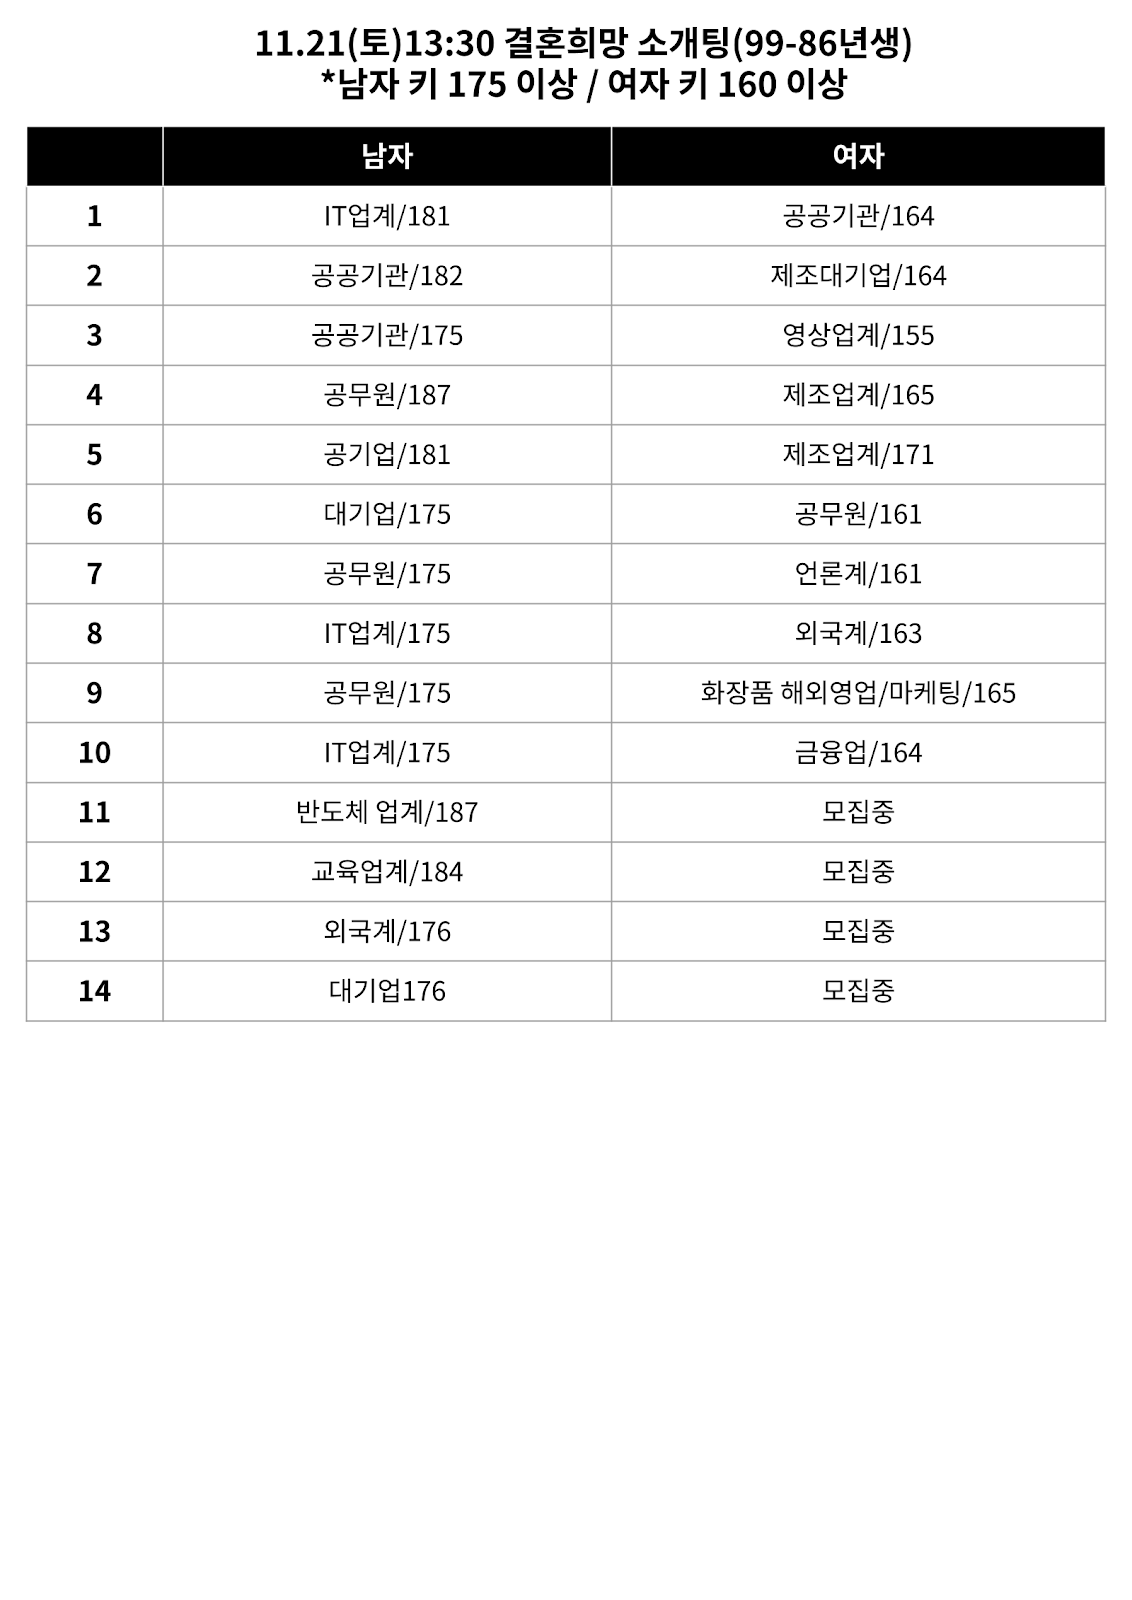 11.21(토)13:30 결혼희망 소개팅(99-86년생)
*남자 키 175 이상 / 여자 키 160 이상
남자 여자
1 IT업계/181 공공기관/164
2 공공기관/182 제조대기업/164
3 공공기관/175 영상업계/155
4 공무원/187 제조업계/165
5 공기업/181 제조업계/171
6 대기업/175 공무원/161
7 공무원/175 언론계/161
8 IT업계/175 외국계/163
9 공무원/175 화장품 해외영업/마케팅/165
10 IT업계/175 금융업/164
11 반도체 업계/187 모집중
12 교육업계/184 모집중
13 외국계/176 모집중
14 대기업176 모집중